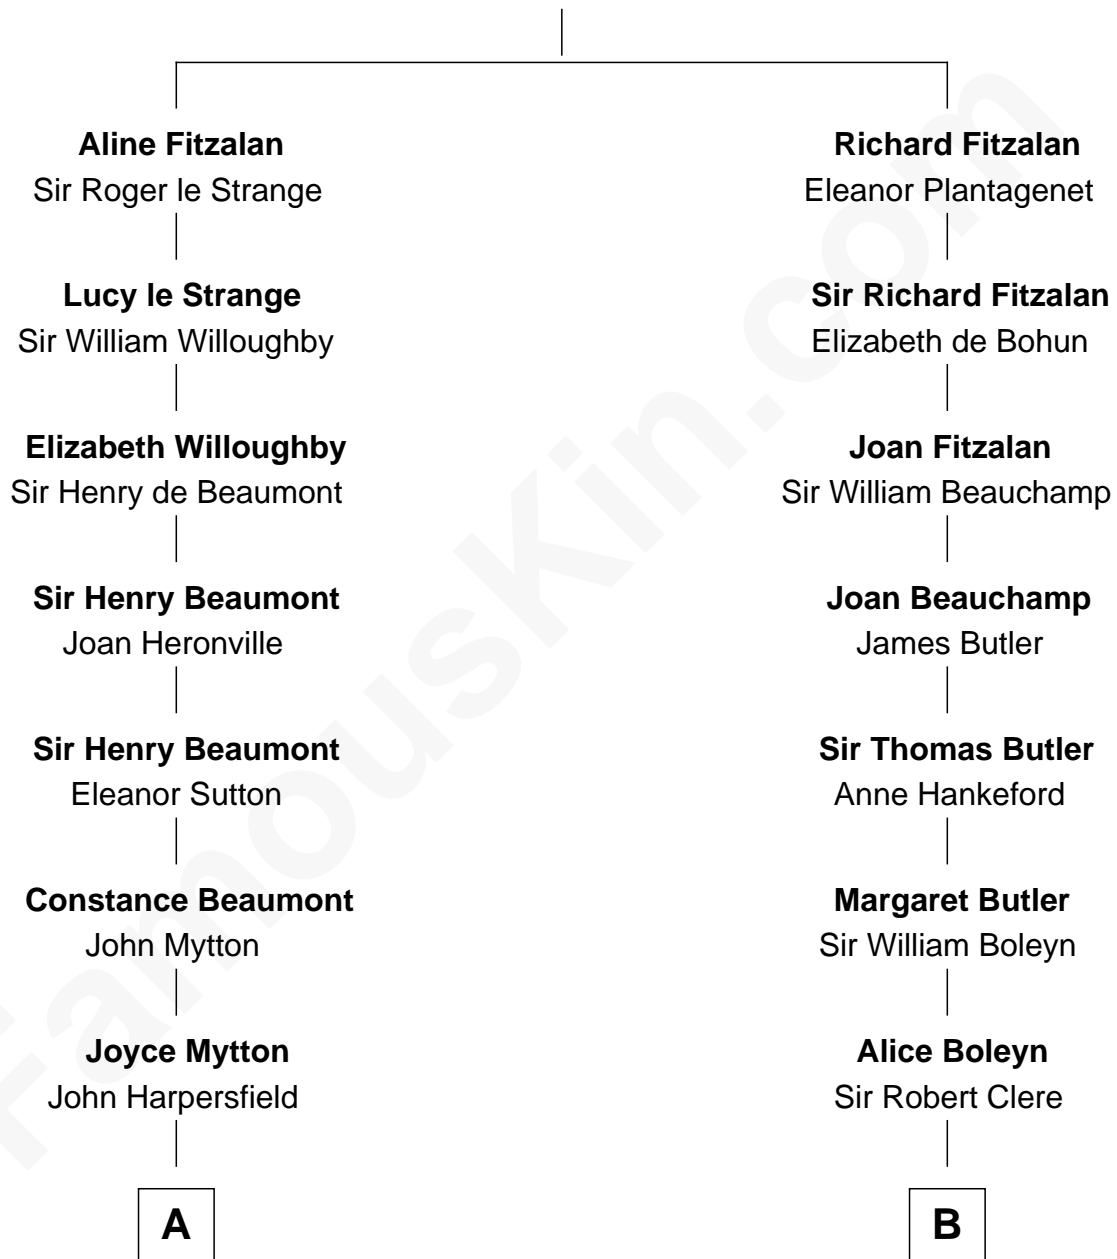 Aline Fitzalan
Sir Roger le Strange
Lucy le Strange
Sir William Willoughby
Elizabeth Willoughby
Sir Henry de Beaumont
Sir Henry Beaumont
Joan Heronville
Sir Henry Beaumont
Eleanor Sutton
Constance Beaumont
John Mytton
Joyce Mytton
John Harpersfield
A
Richard Fitzalan
Eleanor Plantagenet
Sir Richard Fitzalan
Elizabeth de Bohun
Joan Fitzalan
Sir William Beauchamp
Joan Beauchamp
James Butler
Sir Thomas Butler
Anne Hankeford
Margaret Butler
Sir William Boleyn
Alice Boleyn
Sir Robert Clere
B
FamousKin.com